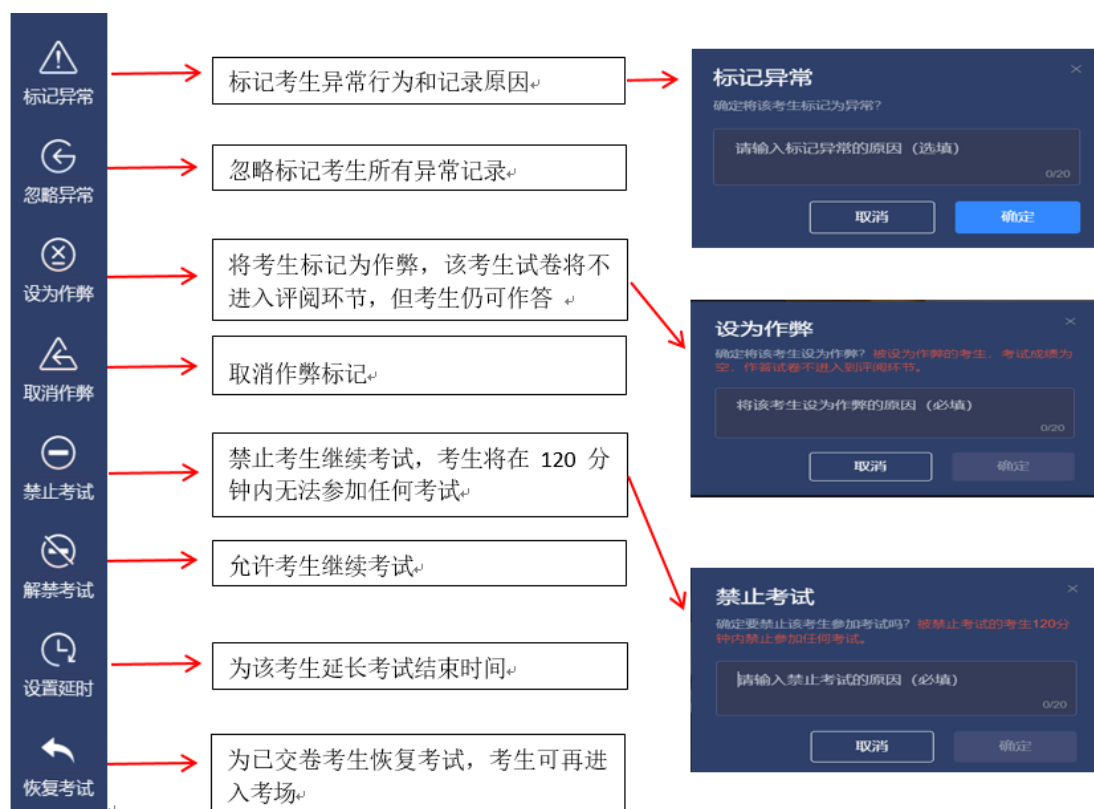 标记异常
标记考生异常行为和记录原因
标记异常
确定将该考生标记为异常?
请输入标记异常的原因（选填）
0/20
取消
确定
忽略异常
忽略标记考生所有异常记录
设为作弊
将考生标记为作弊，该考生试卷将不
进入评阅环节，但考生仍可作答
设为作弊
确定将该考生设为作弊? 被设为作弊的考生，考试成绩为
空，作答试卷不进入到评阅环节。
将该考生设为作弊的原因（必填）
0/20
取消
确定
取消作弊
取消作弊标记
禁止考试
禁止考生继续考试，考生将在 120 分
钟内无法参加任何考试
禁止考试
确定要禁止该考生参加考试吗? 被禁止考试的考生120分
钟内禁止参加任何考试。
请输入禁止考试的原因（必填）
0/20
取消
确定
解禁考试
允许考生继续考试
设置延时
为该考生延长考试结束时间
恢复考试
为已交卷考生恢复考试，考生可再进
入考场